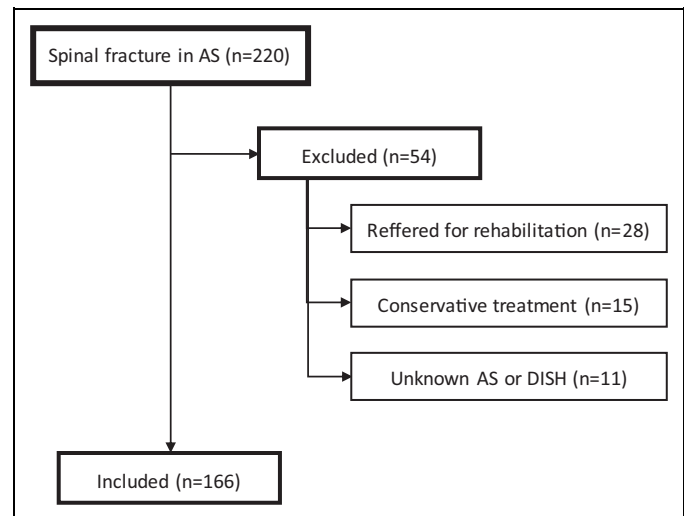 Spinal fracture in AS (n=220)
Excluded (n=54)
Reffered for rehabilitation (n=28)
Conservative treatment (n=15)
Unknown AS or DISH (n=11)
Included (n=166)